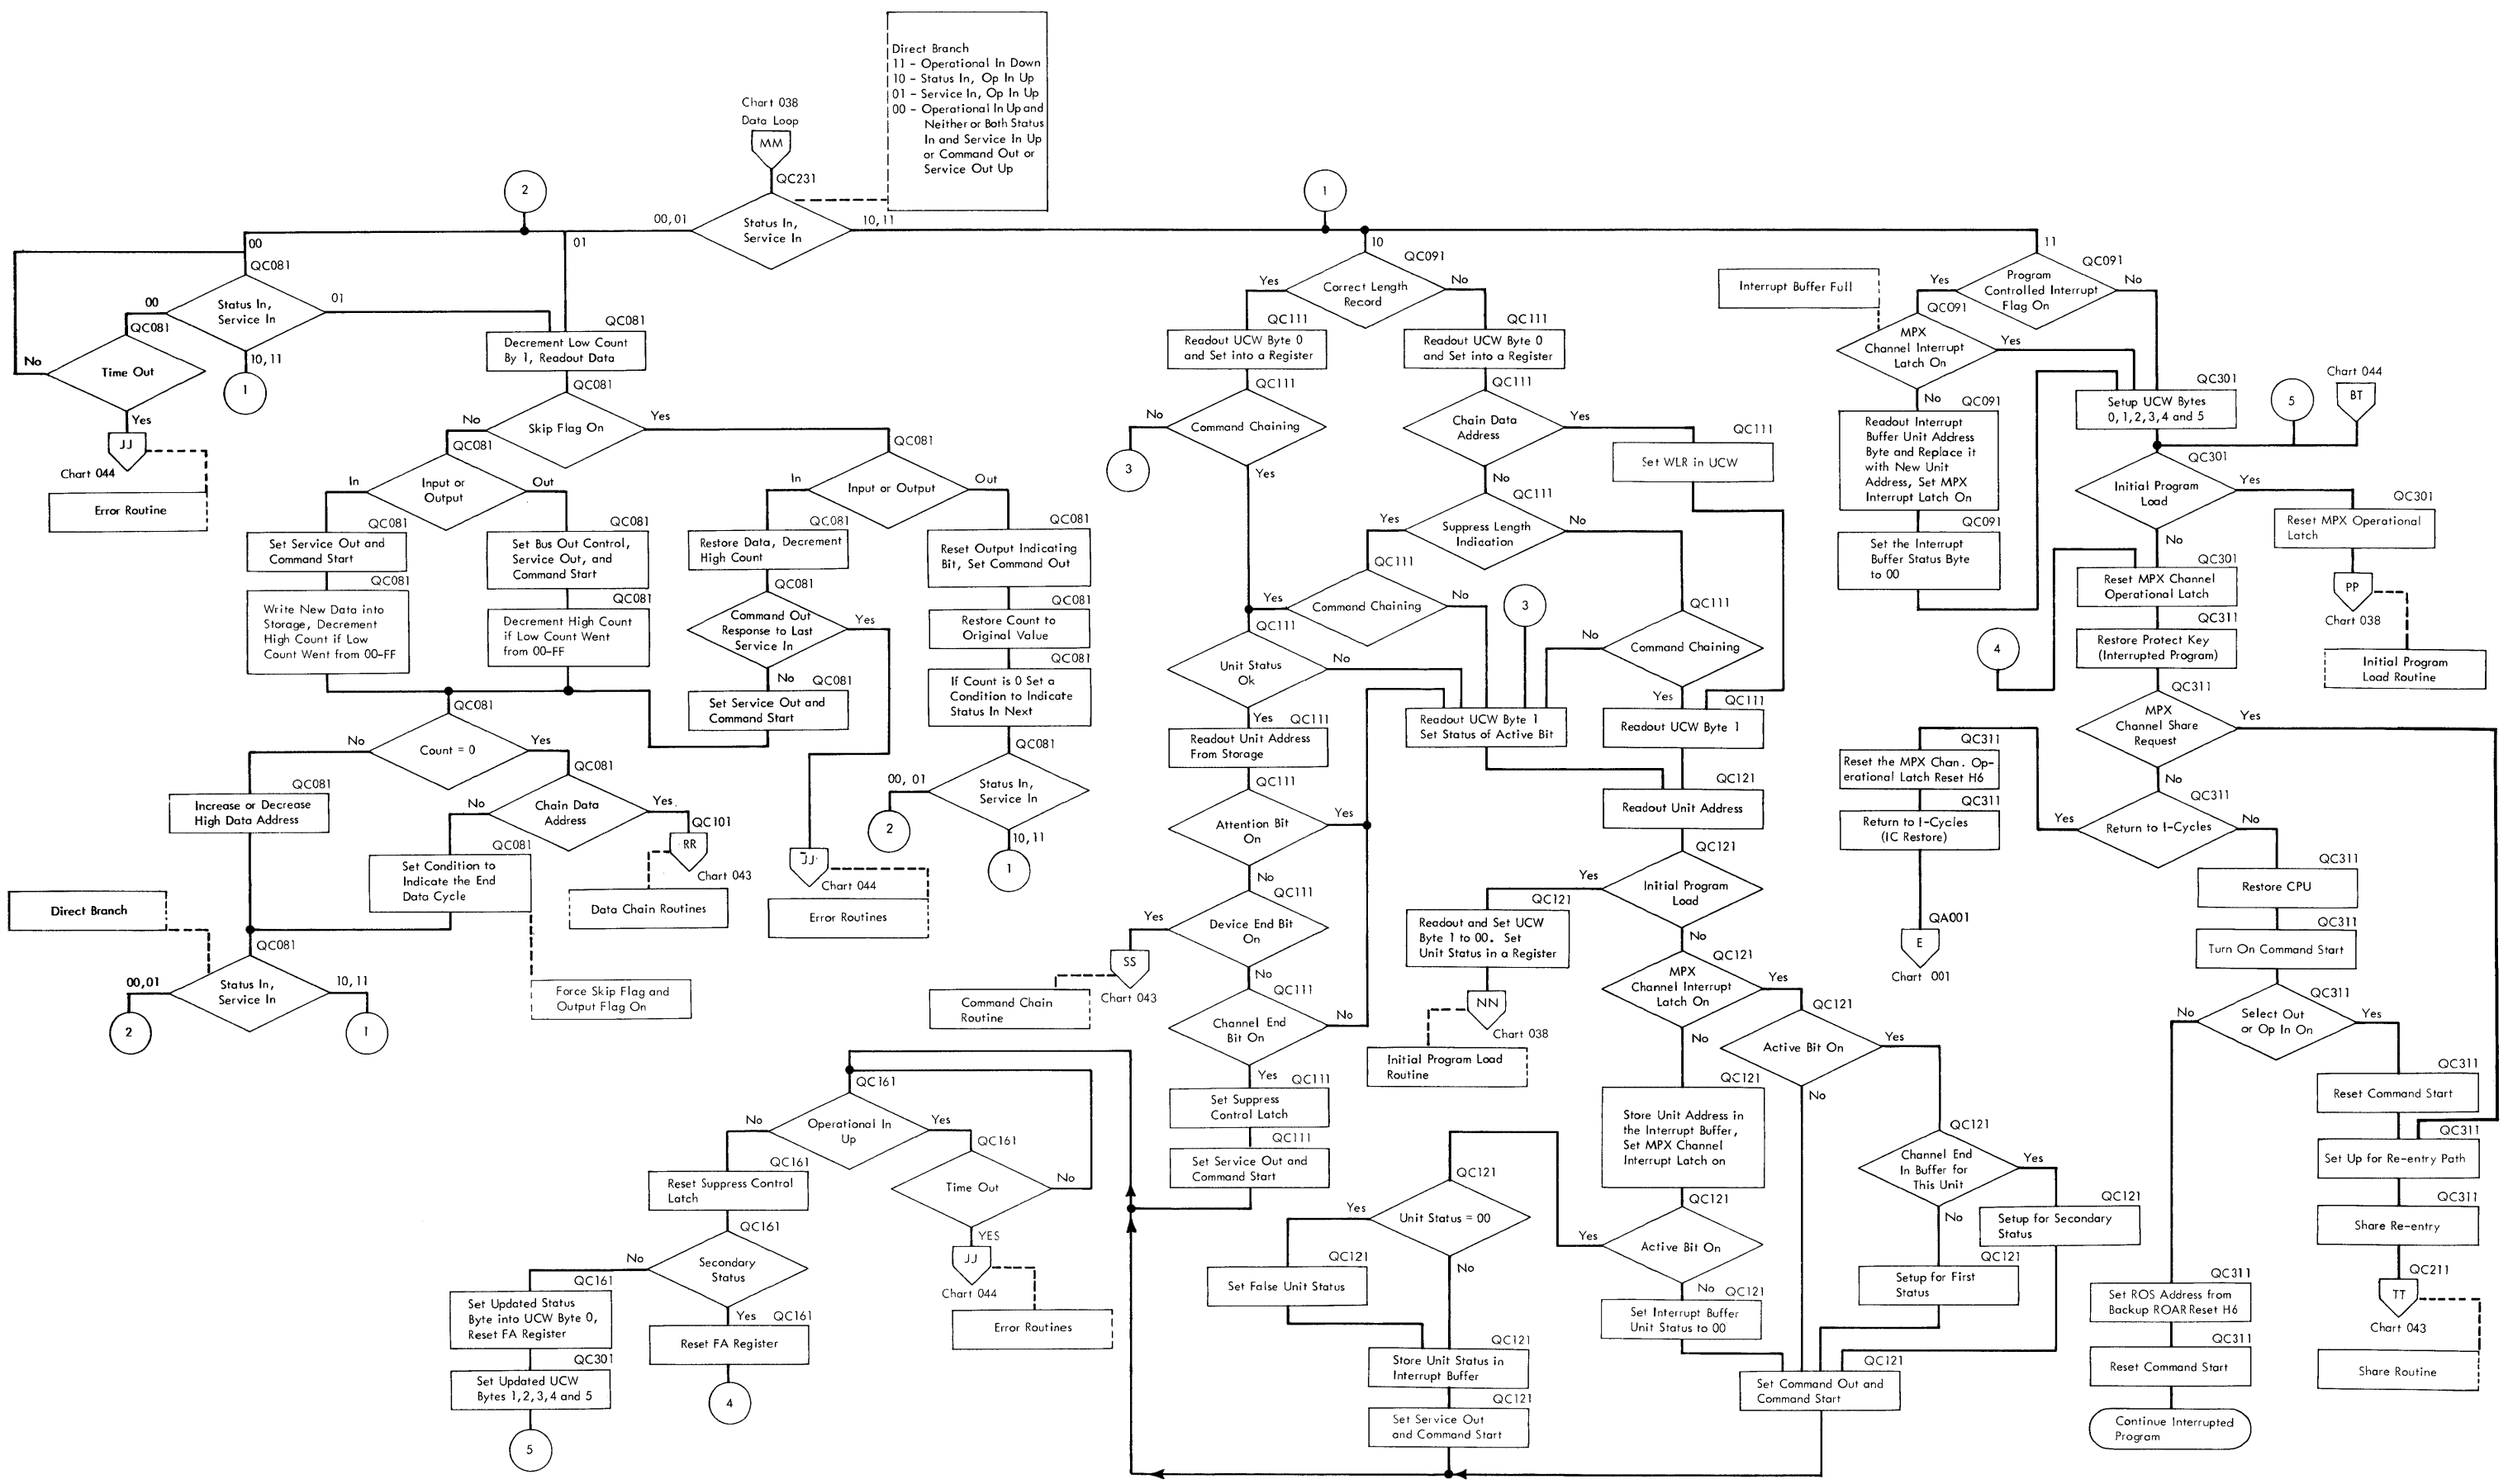 Direct Branch
11 - Operational In Down
10 - Status In, Op In Up
01 - Service In, Op In Up
00 - Operational In Up and
Neither or Both Status
In and Service In Up
or Command Out or
Service Out Up
Chart 038
Data Loop
MM
QC231
2
1
00,01
Status In,
Service In
10,11
00
01
10
11
QC081
00
Status In,
Service In
01
10,11
1
QC081
No
Time Out
Yes
JJ
Chart 044
Error Routine
QC081
Decrement Low Count
By 1, Readout Data
QC081
No
Skip Flag On
Yes
QC081
In
Input or
Output
Out
QC081
Set Service Out and
Command Start
QC081
Write New Data into
Storage, Decrement
High Count if Low
Count Went from 00-FF
QC081
Set Bus Out Control,
Service Out, and
Command Start
QC081
Decrement High Count
if Low Count Went
from 00-FF
QC081
In
Input or Output
Out
QC081
Restore Data, Decrement
High Count
QC081
Command Out
Response to Last
Service In
Yes
No
QC081
Set Service Out and
Command Start
JJ
Chart 044
Error Routines
QC081
Reset Output Indicating
Bit, Set Command Out
QC081
Restore Count to
Original Value
QC081
If Count is 0 Set a
Condition to Indicate
Status In Next
QC081
00, 01
Status In,
Service In
2
10,11
1
QC081
No
Count = 0
Yes
QC081
Increase or Decrease
High Data Address
QC081
No
Chain Data
Address
Yes
QC101
RR
Chart 043
Data Chain Routines
QC081
Set Condition to
Indicate the End
Data Cycle
Force Skip Flag and
Output Flag On
Direct Branch
QC081
00,01
Status In,
Service In
10,11
2
1
QC091
Yes
Correct Length
Record
No
QC111
Readout UCW Byte 0
and Set into a Register
QC111
No
Command Chaining
3
Yes
QC111
Readout UCW Byte 0
and Set into a Register
QC111
Chain Data
Address
Yes
QC111
Set WLR in UCW
No
QC111
Yes
Suppress Length
Indication
No
QC111
Yes
Command Chaining
No
3
QC111
No
Command Chaining
Yes
QC111
Unit Status
Ok
No
Yes
QC111
Readout Unit Address
From Storage
Readout UCW Byte 1
Set Status of Active Bit
QC111
Readout UCW Byte 1
QC111
Attention Bit
On
Yes
No
QC111
Yes
Device End Bit
On
SS
Chart 043
Command Chain
Routine
No
QC111
Channel End
Bit On
No
Yes
QC111
Set Suppress
Control Latch
QC111
Set Service Out and
Command Start
QC121
Readout Unit Address
QC121
Yes
Initial Program
Load
QC121
Readout and Set UCW
Byte 1 to 00. Set
Unit Status in a Register
NN
Chart 038
Initial Program Load
Routine
No
QC121
MPX
Channel Interrupt
Latch On
Yes
QC121
Active Bit On
Yes
No
No
QC121
Store Unit Address in
the Interrupt Buffer,
Set MPX Channel
Interrupt Latch on
QC121
Yes
Active Bit On
No
QC121
Set Interrupt Buffer
Unit Status to 00
QC121
Yes
Unit Status = 00
QC121
Set False Unit Status
No
QC121
Store Unit Status in
Interrupt Buffer
QC121
Set Service Out
and Command Start
QC121
Channel End
In Buffer for
This Unit
Yes
QC121
Setup for Secondary
Status
No
QC121
Setup for First
Status
QC121
Set Command Out and
Command Start
QC161
No
Operational In
Up
Yes
QC161
Time Out
No
YES
JJ
Chart 044
Error Routines
QC161
Reset Suppress Control
Latch
QC161
No
Secondary
Status
QC161
Set Updated Status
Byte into UCW Byte 0,
Reset FA Register
QC301
Set Updated UCW
Bytes 1,2,3,4 and 5
5
Yes
QC161
Reset FA Register
4
Interrupt Buffer Full
QC091
Yes
Program
Controlled Interrupt
Flag On
No
QC091
MPX
Channel Interrupt
Latch On
Yes
No
QC091
Readout Interrupt
Buffer Unit Address
Byte and Replace it
with New Unit
Address, Set MPX
Interrupt Latch On
QC091
Set the Interrupt
Buffer Status Byte
to 00
QC301
Setup UCW Bytes
0,1,2,3,4 and 5
5
Chart 044
BT
QC301
Initial Program
Load
Yes
QC301
Reset MPX Operational
Latch
PP
Chart 038
Initial Program
Load Routine
No
QC301
Reset MPX Channel
Operational Latch
4
QC311
Restore Protect Key
(Interrupted Program)
QC311
MPX
Channel Share
Request
Yes
No
QC311
Yes
Return to I-Cycles
No
QC311
Reset the MPX Chan. Op-
erational Latch Reset H6
QC311
Return to I-Cycles
(IC Restore)
QA001
E
Chart 001
QC311
Restore CPU
QC311
Turn On Command Start
QC311
No
Select Out
or Op In On
Yes
QC311
Reset Command Start
QC311
Set Up for Re-entry Path
QC311
Share Re-entry
QC211
TT
Chart 043
Share Routine
QC311
Set ROS Address from
Backup ROAR Reset H6
QC311
Reset Command Start
Continue Interrupted
Program